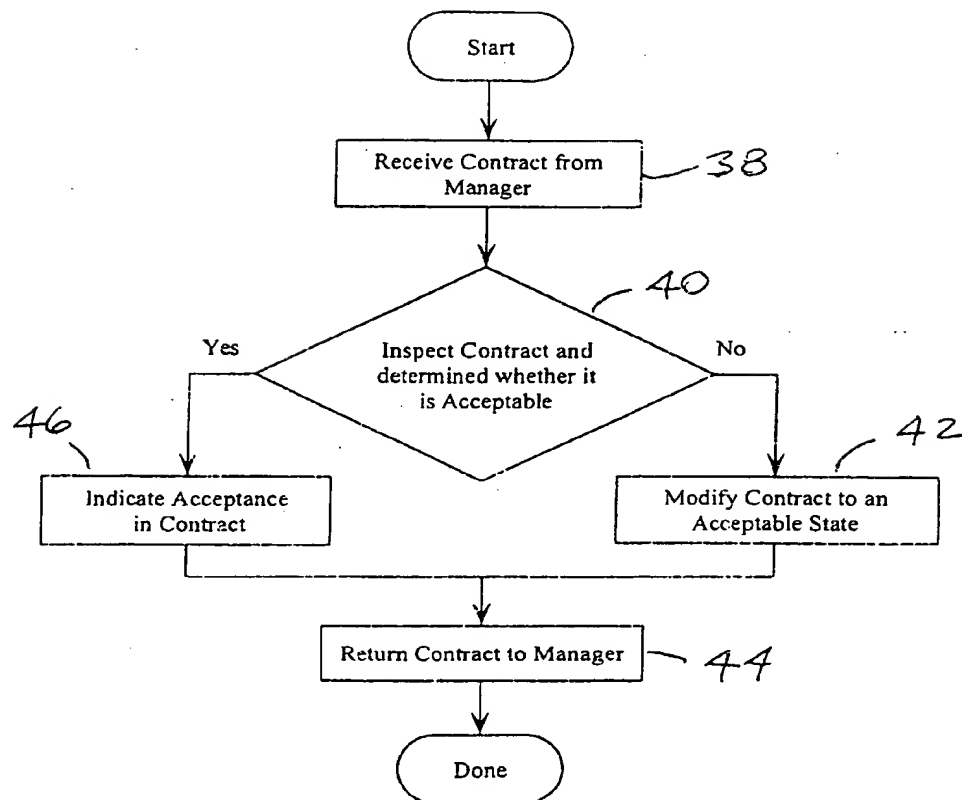 Start
Receive Contract from
Manager
38
40
Yes
Inspect Contract and
determined whether it
is Acceptable
No
46
42
Indicate Acceptance
in Contract
Modify Contract to an
Acceptable State
Return Contract to Manager
44
Done